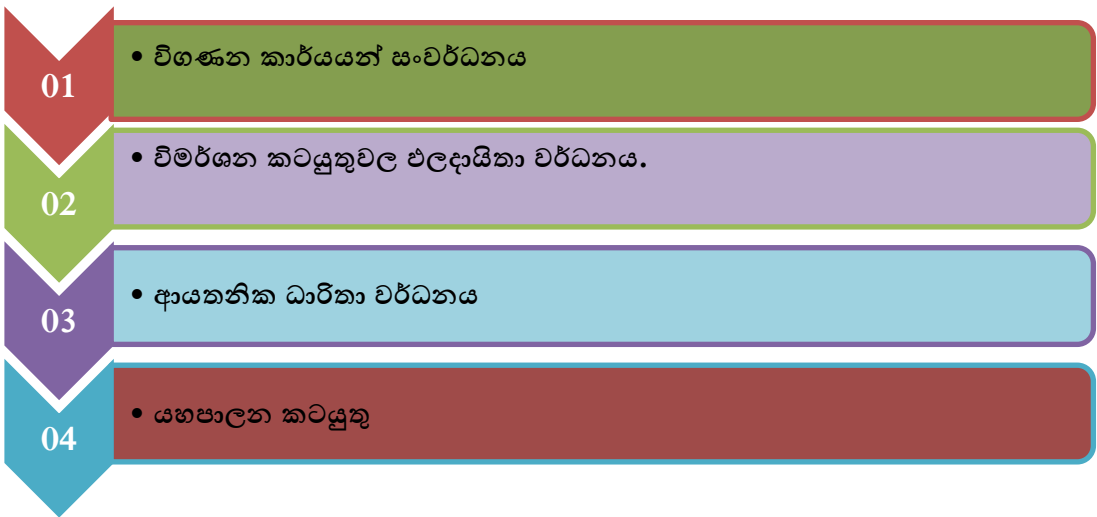 01
• විගණන කාර්යයන් සංවර්ධනය
02
• විමර්ශන කටයුතුවල ඵලදායිතා වර්ධනය.
03
• ආයතනික ධාරිතා වර්ධනය
04
• යහපාලන කටයුතු